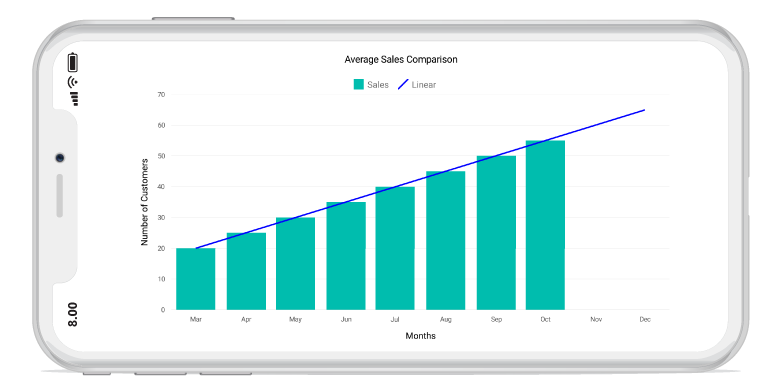 8.00
Average Sales Comparison
Sales Linear
Number of Customers
70
60
50
40
30
20
10
0
Mar Apr May Jun Jul Aug Sep Oct Nov Dec
Months